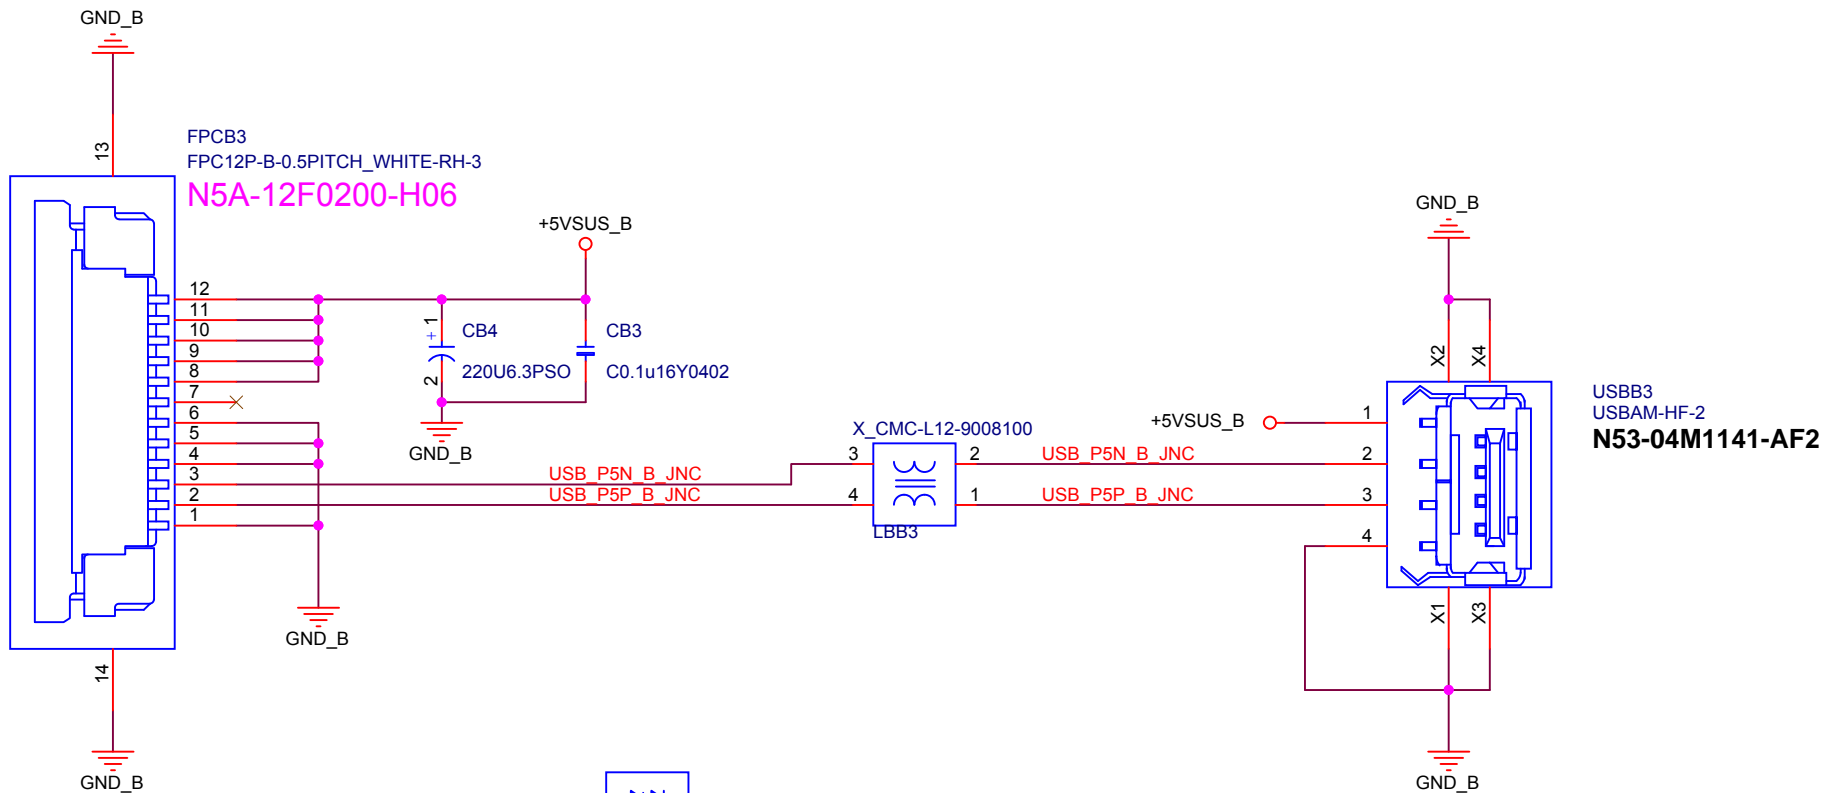 GND_B
13
FPCB3
FPC12P-B-0.5PITCH_WHITE-RH-3
N5A-12F0200-H06
12
11
10
9
8
7
6
5
4
3
2
1
14
GND_B
GND_B
+5VSUS_B
+ 1
2
CB4
220U6.3PSO
CB3
C0.1u16Y0402
GND_B
USB_P5N_B_JNC
USB_P5P_B_JNC
X_CMC-L12-9008100
3
4
2
1
LBB3
USB_P5N_B_JNC
USB_P5P_B_JNC
+5VSUS_B
GND_B
X2
X4
1
2
3
4
X1
X3
USBB3
USBAM-HF-2
N53-04M1141-AF2
GND_B